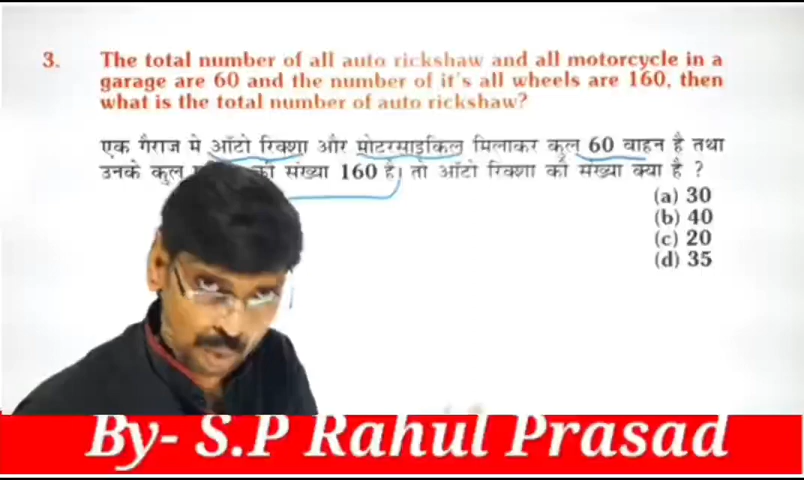 3. The total number of all auto rickshaw and all motorcycle in a
garage are 60 and the number of it's all wheels are 160, then
what is the total number of auto rickshaw?
एक गैराज मे ऑटो रिक्शा और मोटरसाइकिल मिलाकर कुल 60 वाहन है तथा
उनके कुल की संख्या 160 है। तो ऑटो रिक्शा की संख्या क्या है ?
(a) 30
(b) 40
(c) 20
(d) 35
By- S.P Rahul Prasad